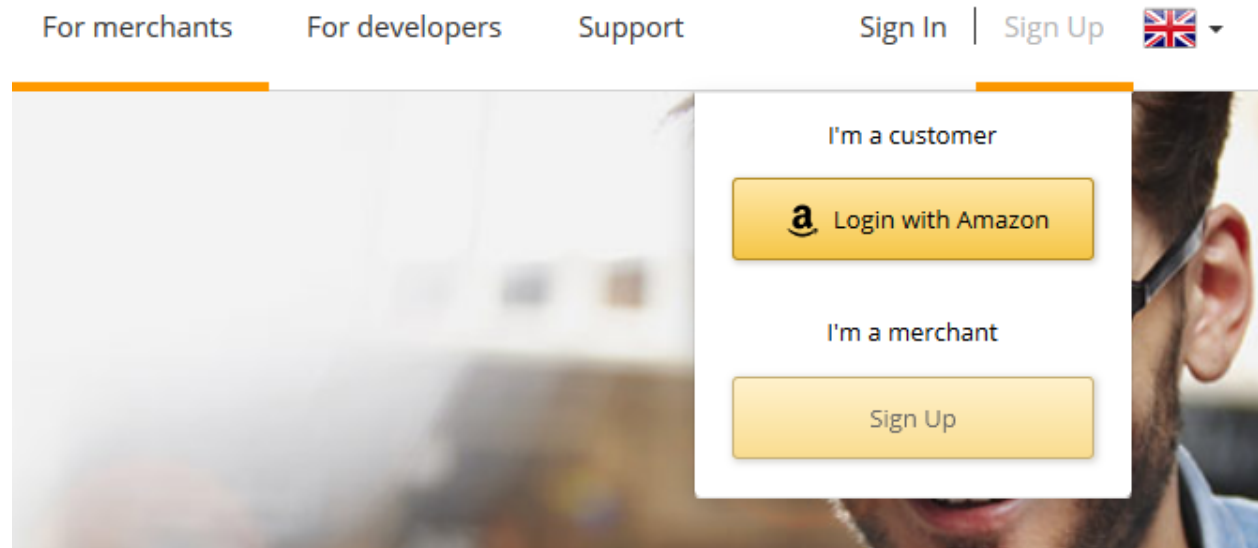 For merchants For developers Support Sign In | Sign Up
I'm a customer
a Login with Amazon
I'm a merchant
Sign Up